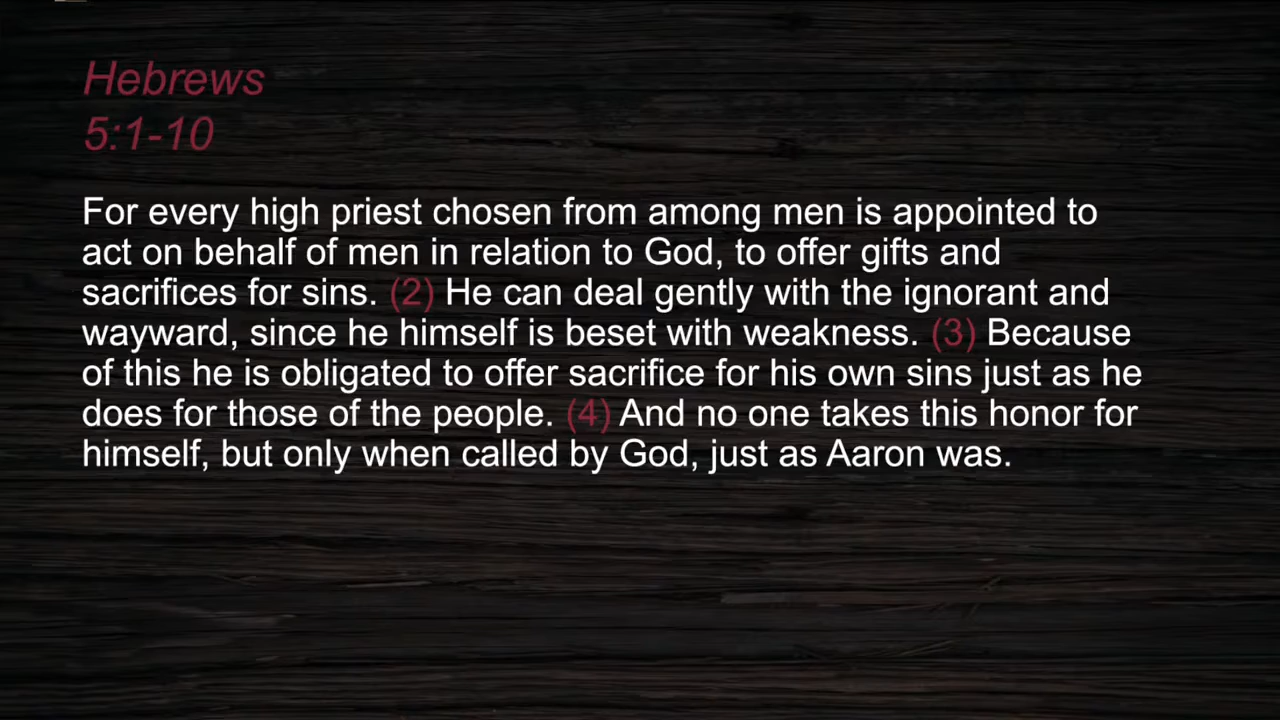 Hebrews
5:1-10
For every high priest chosen from among men is appointed to
act on behalf of men in relation to God, to offer gifts and
sacrifices for sins. (2) He can deal gently with the ignorant and
wayward, since he himself is beset with weakness. (3) Because
of this he is obligated to offer sacrifice for his own sins just as he
does for those of the people. (4) And no one takes this honor for
himself, but only when called by God, just as Aaron was.